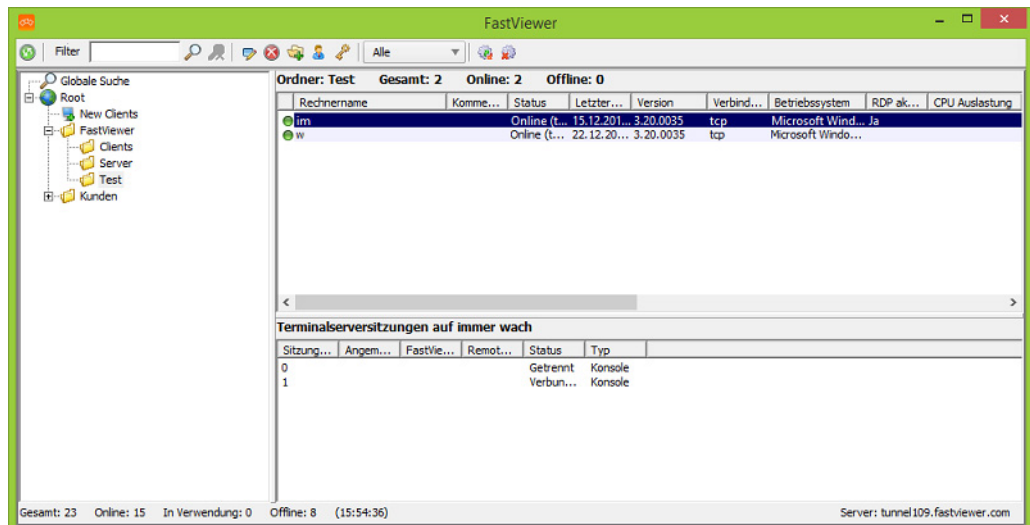 FastViewer
Filter Alle
Globale Suche
Root
New Clients
FastViewer
Clients
Server
Test
Kunden
Ordner: Test Gesamt: 2 Online: 2 Offline: 0
Rechnername Komme... Status Letzter... Version Verbind... Betriebssystem RDP ak... CPU Auslastung
im Online (t... 15.12.201... 3.20.0035 tcp Microsoft Wind... Ja
w Online (t... 22.12.20... 3.20.0035 tcp Microsoft Windo...
Terminalserversitzungen auf immer wach
Sitzung... Angem... FastVie... Remot... Status Typ
0 Getrennt Konsole
1 Verbun... Konsole
Gesamt: 23 Online: 15 In Verwendung: 0 Offline: 8 (15:54:36) Server: tunnel109.fastviewer.com